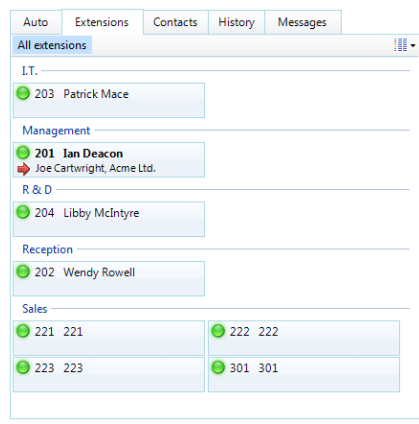 Auto Extensions Contacts History Messages
All extensions
I.T.
203 Patrick Mace
Management
201 Ian Deacon
Joe Cartwright, Acme Ltd.
R & D
204 Libby McIntyre
Reception
202 Wendy Rowell
Sales
221 221 222 222
223 223 301 301